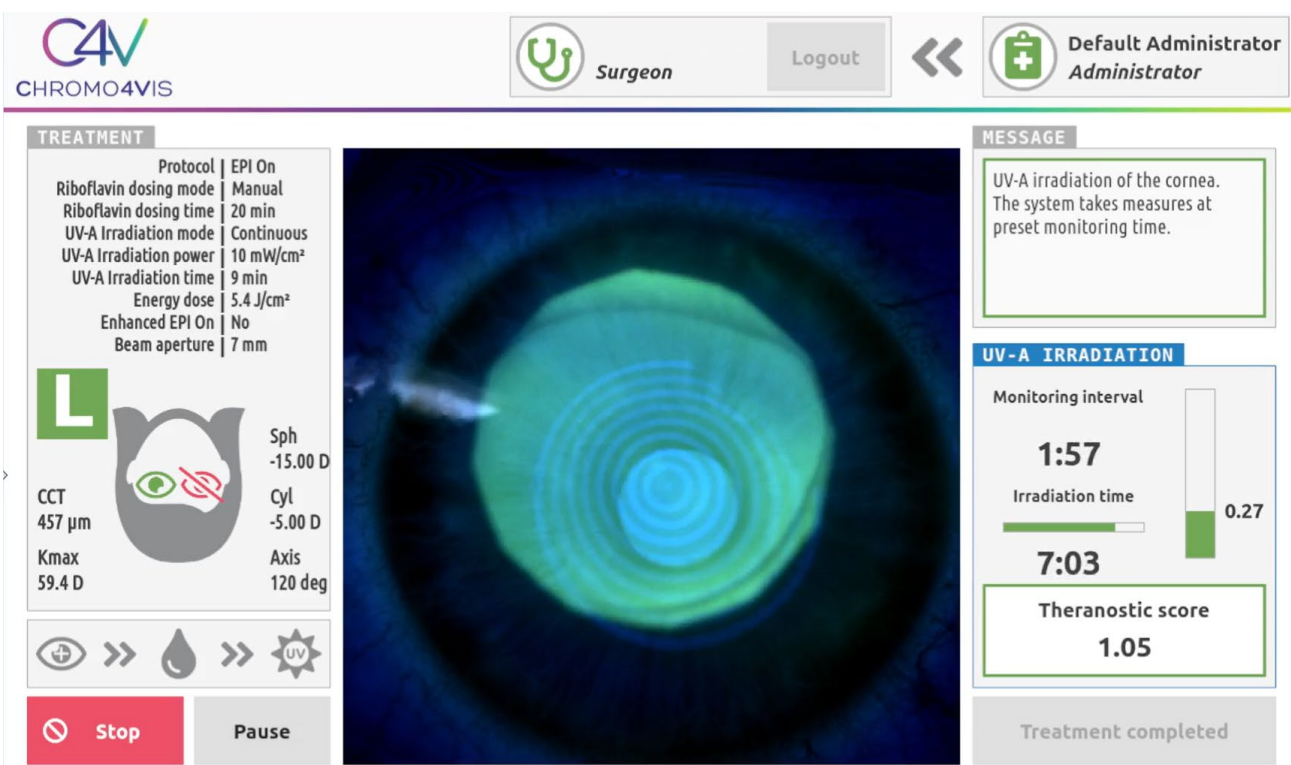 C4V
CHROMO4VIS
Surgeon
Logout
Default Administrator
Administrator
TREATMENT
Protocol | EPI On
Riboflavin dosing mode | Manual
Riboflavin dosing time | 20 min
UV-A Irradiation mode | Continuous
UV-A Irradiation power | 10 mW/cm²
UV-A Irradiation time | 9 min
Energy dose | 5.4 J/cm²
Enhanced EPI On | No
Beam aperture | 7 mm
L
Sph
-15.00 D
CCT
457 µm
Cyl
-5.00 D
Kmax
59.4 D
Axis
120 deg
UV
Stop
Pause
MESSAGE
UV-A irradiation of the cornea.
The system takes measures at
preset monitoring time.
UV-A IRRADIATION
Monitoring interval
1:57
Irradiation time
0.27
7:03
Theranostic score
1.05
Treatment completed